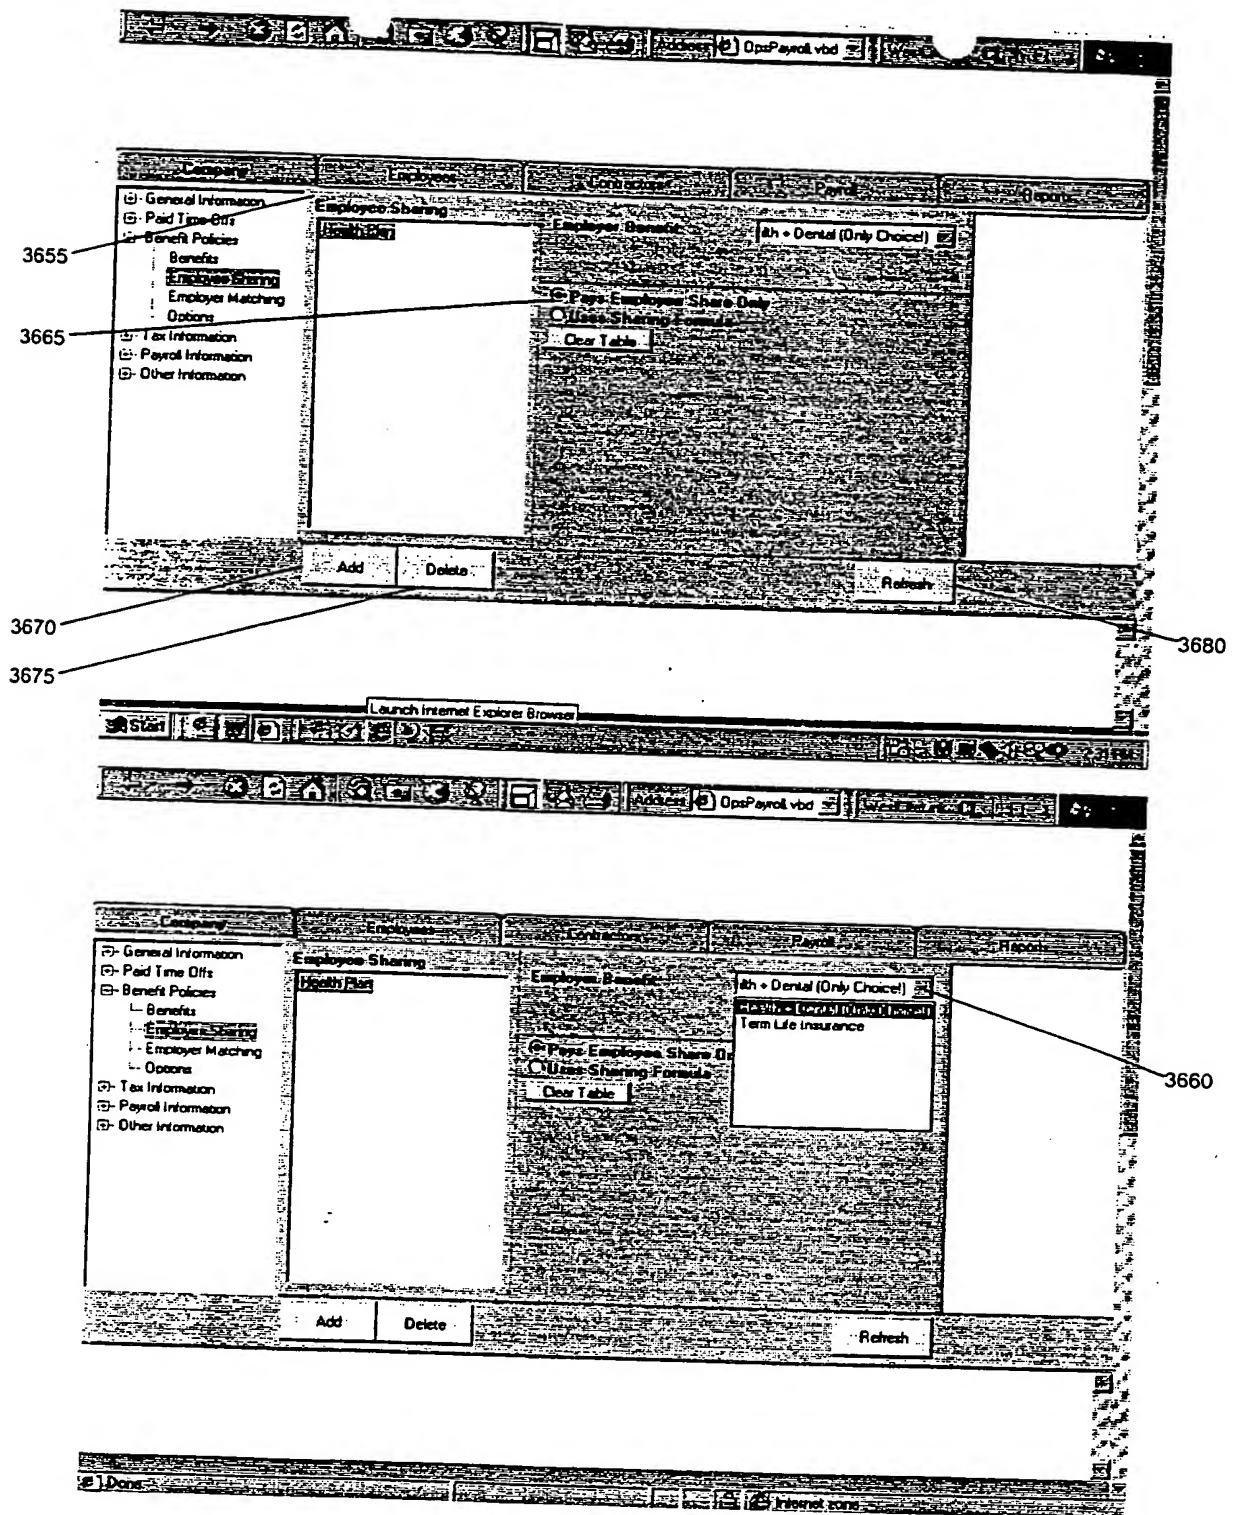 Address OpsPayroll.vbd
Company Employees Contractors Payroll Reports
General Information
Paid Time Offs
Benefit Policies
Benefits
Employee Sharing
Employer Matching
Options
Tax Information
Payroll Information
Other Information
Employee Sharing
Health Plan
Employer Benefit: lth + Dental (Only Choice!)
Pays Employee Share Only
Uses Sharing Formula
Clear Table
Add Delete Refresh
3655
3665
3670
3675
3680
Launch Internet Explorer Browser
Start
Address OpsPayroll.vbd
Company Employees Contractors Payroll Reports
General Information
Paid Time Offs
Benefit Policies
Benefits
Employee Sharing
Employer Matching
Options
Tax Information
Payroll Information
Other Information
Employee Sharing
Health Plan
Employer Benefit: lth + Dental (Only Choice!)
Term Life Insurance
Pays Employee Share On
Uses Sharing Formula
Clear Table
3660
Add Delete Refresh
Done Internet zone